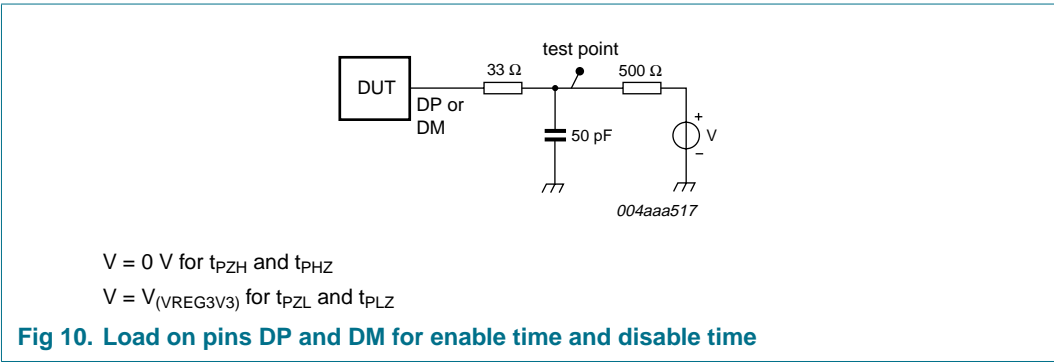 test point
33 Ω
500 Ω
DUT
DP or
DM
50 pF
+
V
−
004aaa517
V = 0 V for tPZH and tPHZ
V = V(VREG3V3) for tPZL and tPLZ
Fig 10. Load on pins DP and DM for enable time and disable time